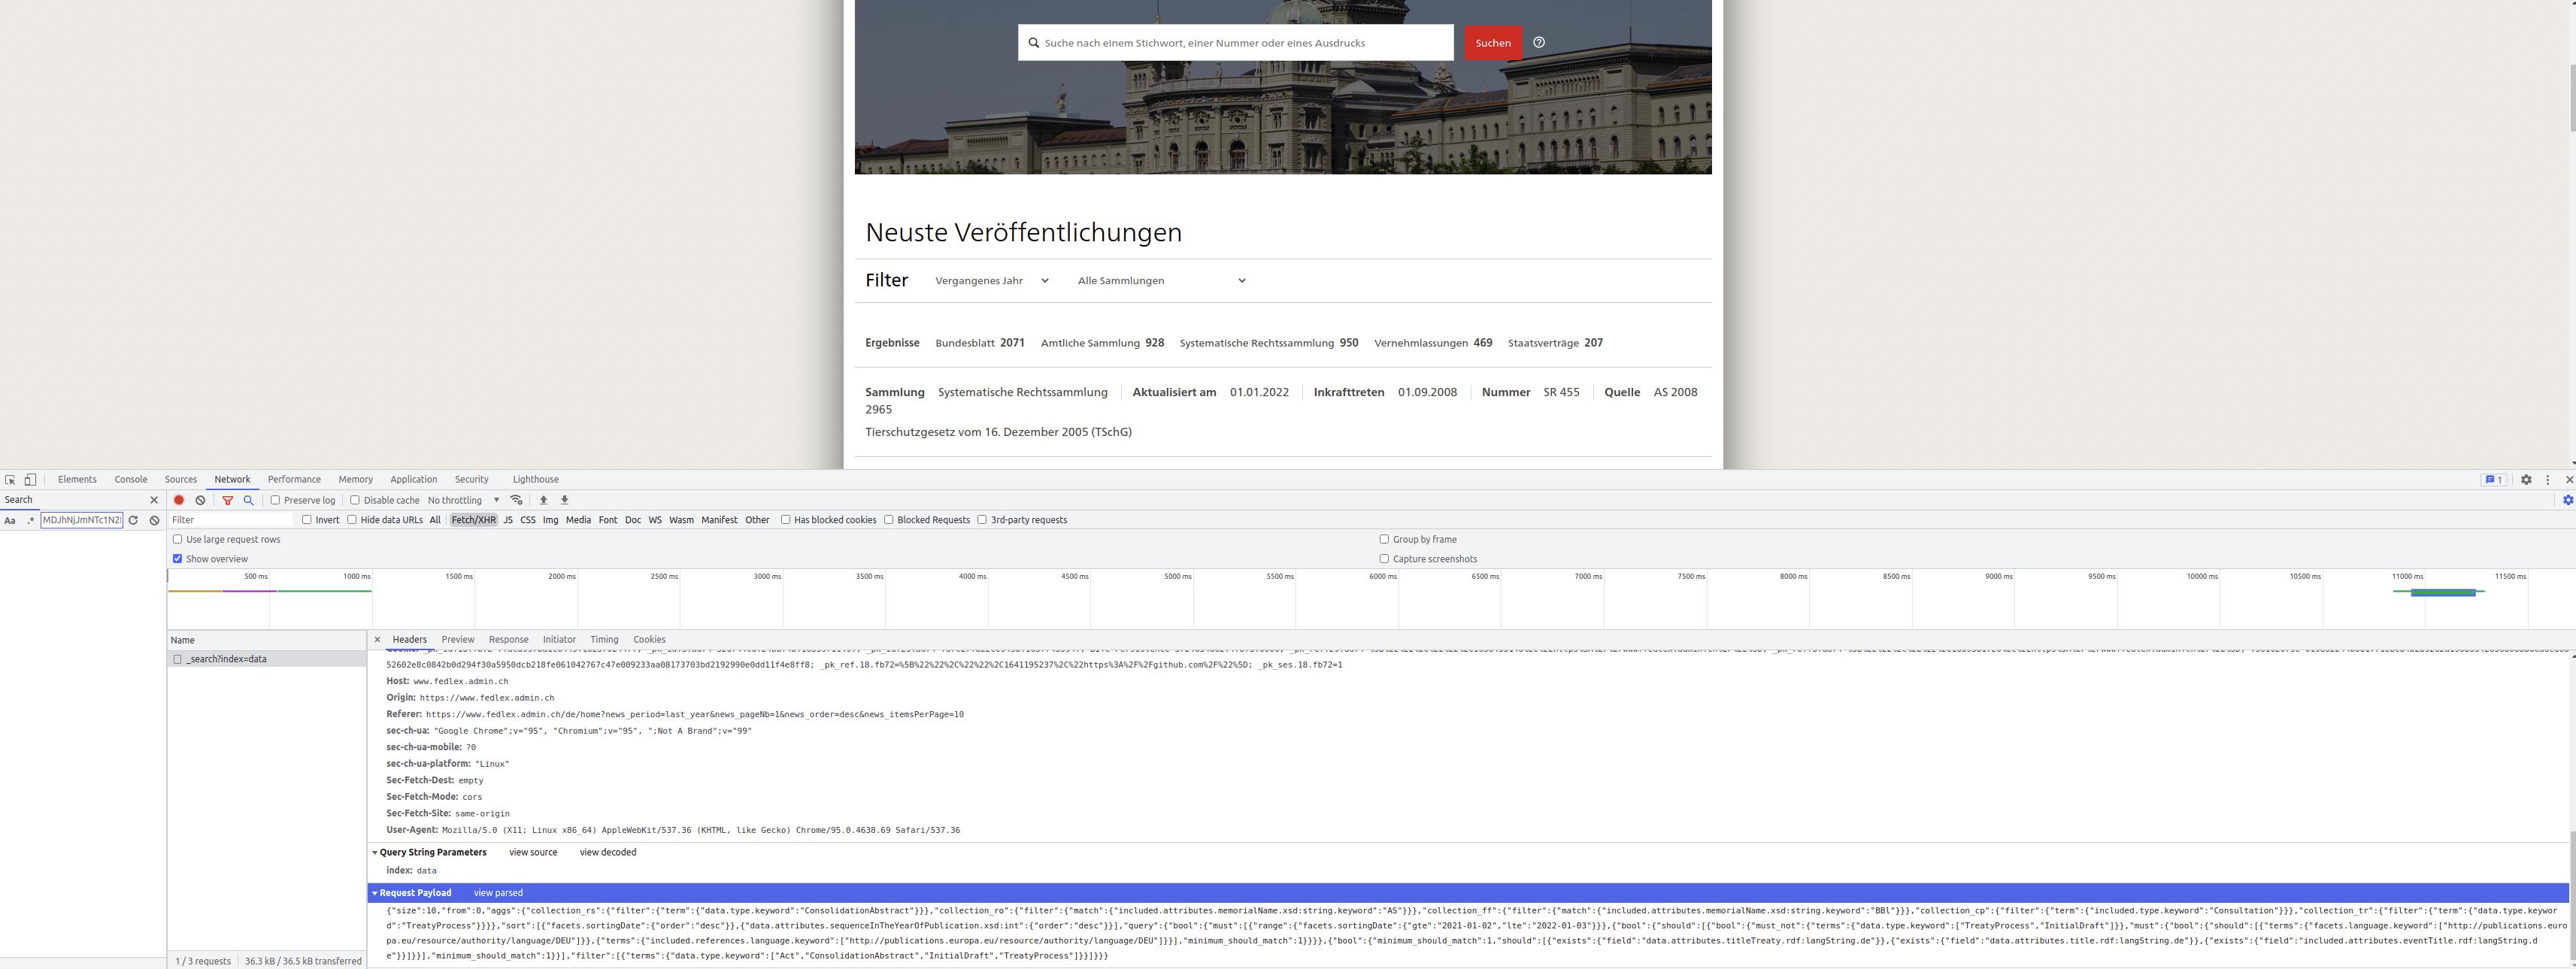 Suche nach einem Stichwort, einer Nummer oder eines Ausdrucks Suchen
Neuste Veröffentlichungen
Filter Vergangenes Jahr Alle Sammlungen
Ergebnisse Bundesblatt 2071 Amtliche Sammlung 928 Systematische Rechtssammlung 950 Vernehmlassungen 469 Staatsverträge 207
Sammlung Systematische Rechtssammlung Aktualisiert am 01.01.2022 Inkrafttreten 01.09.2008 Nummer SR 455 Quelle AS 2008
2965
Tierschutzgesetz vom 16. Dezember 2005 (TSchG)
Elements Console Sources Network Performance Memory Application Security Lighthouse 1
Search Preserve log Disable cache No throttling
Aa .* MDJhNjJmNTc1N2 Filter Invert Hide data URLs All Fetch/XHR JS CSS Img Media Font Doc WS Wasm Manifest Other Has blocked cookies Blocked Requests 3rd-party requests
Use large request rows Group by frame
Show overview Capture screenshots
500 ms 1000 ms 1500 ms 2000 ms 2500 ms 3000 ms 3500 ms 4000 ms 4500 ms 5000 ms 5500 ms 6000 ms 6500 ms 7000 ms 7500 ms 8000 ms 8500 ms 9000 ms 9500 ms 10000 ms 10500 ms 11000 ms 11500 ms
Name Headers Preview Response Initiator Timing Cookies
_search?index=data
52602e8c0842b0d294f30a5950dcb218fe061042767c47e009233aa08173703bd2192990e0dd11f4e8ff8; _pk_ref.18.fb72=%5B%22%22%2C%22%22%2C1641195237%2C%22https%3A%2F%2Fgithub.com%2F%22%5D; _pk_ses.18.fb72=1
Host: www.fedlex.admin.ch
Origin: https://www.fedlex.admin.ch
Referer: https://www.fedlex.admin.ch/de/home?news_period=last_year&news_pageNb=1&news_order=desc&news_itemsPerPage=10
sec-ch-ua: "Google Chrome";v="95", "Chromium";v="95", ";Not A Brand";v="99"
sec-ch-ua-mobile: ?0
sec-ch-ua-platform: "Linux"
Sec-Fetch-Dest: empty
Sec-Fetch-Mode: cors
Sec-Fetch-Site: same-origin
User-Agent: Mozilla/5.0 (X11; Linux x86_64) AppleWebKit/537.36 (KHTML, like Gecko) Chrome/95.0.4638.69 Safari/537.36
Query String Parameters view source view decoded
index: data
Request Payload view parsed
{"size":10,"from":0,"aggs":{"collection_rs":{"filter":{"term":{"data.type.keyword":"ConsolidationAbstract"}}},"collection_ro":{"filter":{"match":{"included.attributes.memorialName.xsd:string.keyword":"AS"}}},"collection_ff":{"filter":{"match":{"included.attributes.memorialName.xsd:string.keyword":"BBl"}}},"collection_cp":{"filter":{"term":{"included.type.keyword":"Consultation"}}},"collection_tr":{"filter":{"term":{"data.type.keywor
d":"TreatyProcess"}}}},"sort":[{"facets.sortingDate":{"order":"desc"}},{"data.attributes.sequenceInTheYearOfPublication.xsd:int":{"order":"desc"}}],"query":{"bool":{"must":[{"range":{"facets.sortingDate":{"gte":"2021-01-02","lte":"2022-01-03"}}},{"bool":{"should":[{"bool":{"must_not":{"terms":{"data.type.keyword":["TreatyProcess","InitialDraft"]}},"must":{"bool":{"should":[{"terms":{"facets.language.keyword":["http://publications.euro
pa.eu/resource/authority/language/DEU"]}},{"terms":{"included.references.language.keyword":["http://publications.europa.eu/resource/authority/language/DEU"]}}],"minimum_should_match":1}}}},{"bool":{"minimum_should_match":1,"should":[{"exists":{"field":"data.attributes.titleTreaty.rdf:langString.de"}},{"exists":{"field":"data.attributes.title.rdf:langString.de"}},{"exists":{"field":"included.attributes.eventTitle.rdf:langString.d
e"}}]}}],"minimum_should_match":1}}],"filter":[{"terms":{"data.type.keyword":["Act","ConsolidationAbstract","InitialDraft","TreatyProcess"]}}]}}}
1 / 3 requests 36.3 kB / 36.5 kB transferred